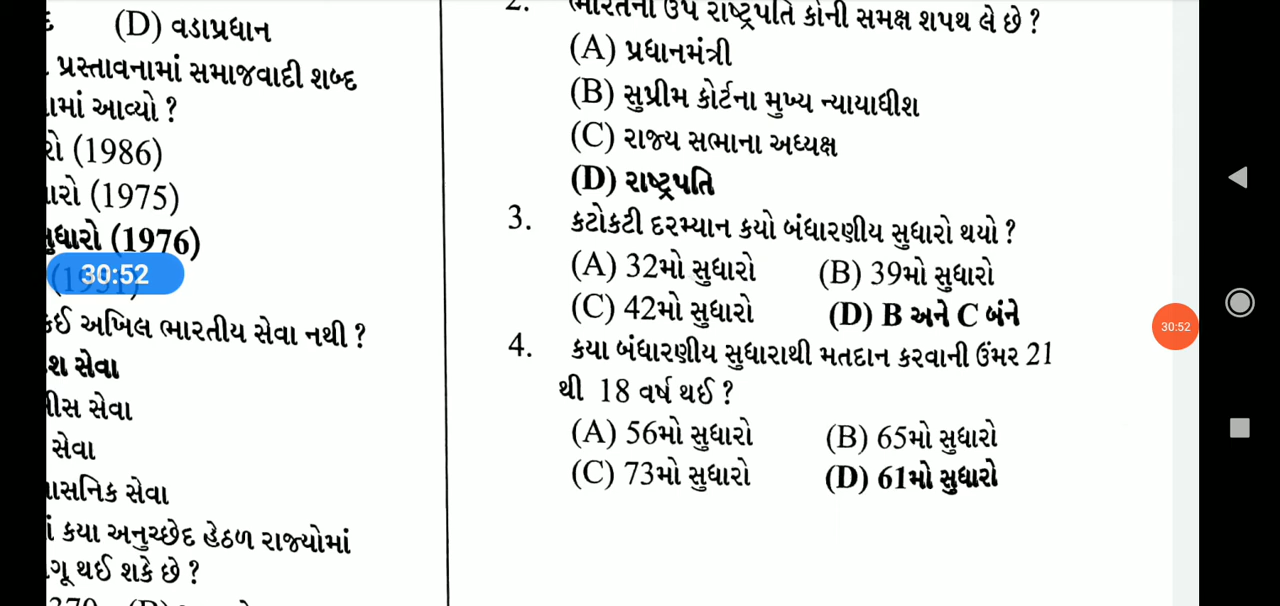 (D) વડાપ્રધાન
પ્રસ્તાવનામાં સમાજવાદી શબ્દ
આવ્યો ?
(1986)
(1975)
સુધારો (1976)
30:52
અખિલ ભારતીય સેવા નથી ?
સેવા
સેવા
સેવા
સેવા
કયા અનુચ્છેદ હેઠળ રાજ્યોમાં
થઈ શકે છે ?
2. ભારતના ઉપ રાષ્ટ્રપતિ કોની સમક્ષ શપથ લે છે ?
(A) પ્રધાનમંત્રી
(B) સુપ્રીમ કોર્ટના મુખ્ય ન્યાયાધીશ
(C) રાજ્ય સભાના અધ્યક્ષ
(D) રાષ્ટ્રપતિ
3. કટોકટી દરમ્યાન કયો બંધારણીય સુધારો થયો ?
(A) 32મો સુધારો (B) 39મો સુધારો
(C) 42મો સુધારો (D) B અને C બંને
4. કયા બંધારણીય સુધારાથી મતદાન કરવાની ઉંમર 21
થી 18 વર્ષ થઈ ?
(A) 56મો સુધારો (B) 65મો સુધારો
(C) 73મો સુધારો (D) 61મો સુધારો
30:52